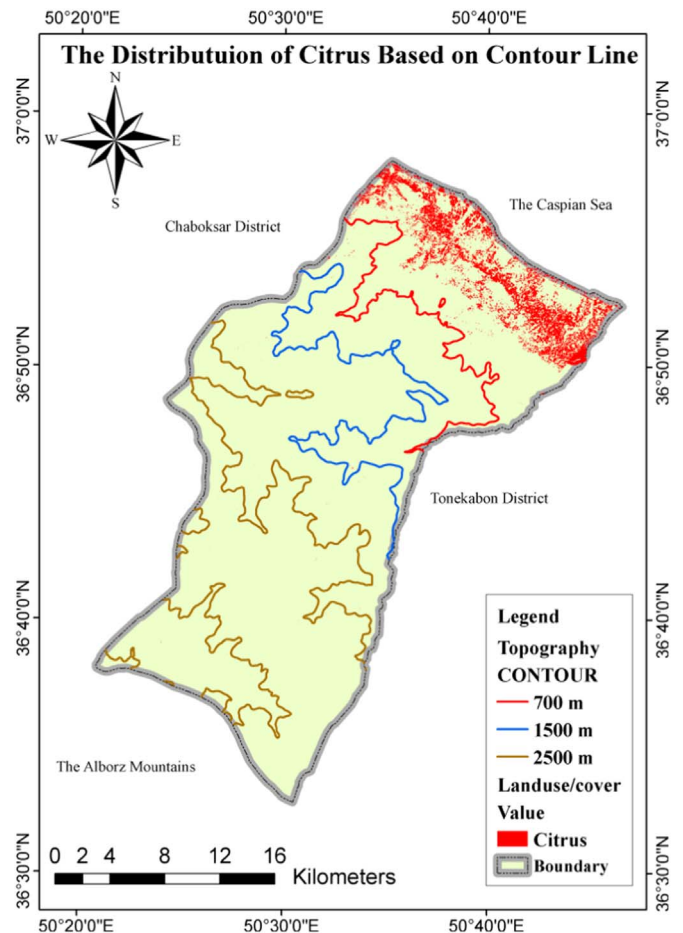 50°20'0"E 50°30'0"E 50°40'0"E
The Distributuion of Citrus Based on Contour Line
37°0'0"N
37°0'0"N
N
W
E
S
Chaboksar District
The Caspian Sea
36°50'0"N
36°50'0"N
Tonekabon District
36°40'0"N
36°40'0"N
Legend
Topography
CONTOUR
700 m
1500 m
2500 m
Landuse/cover
Value
Citrus
Boundary
The Alborz Mountains
0 2 4 8 12 16
Kilometers
36°30'0"N
36°30'0"N
50°20'0"E 50°30'0"E 50°40'0"E